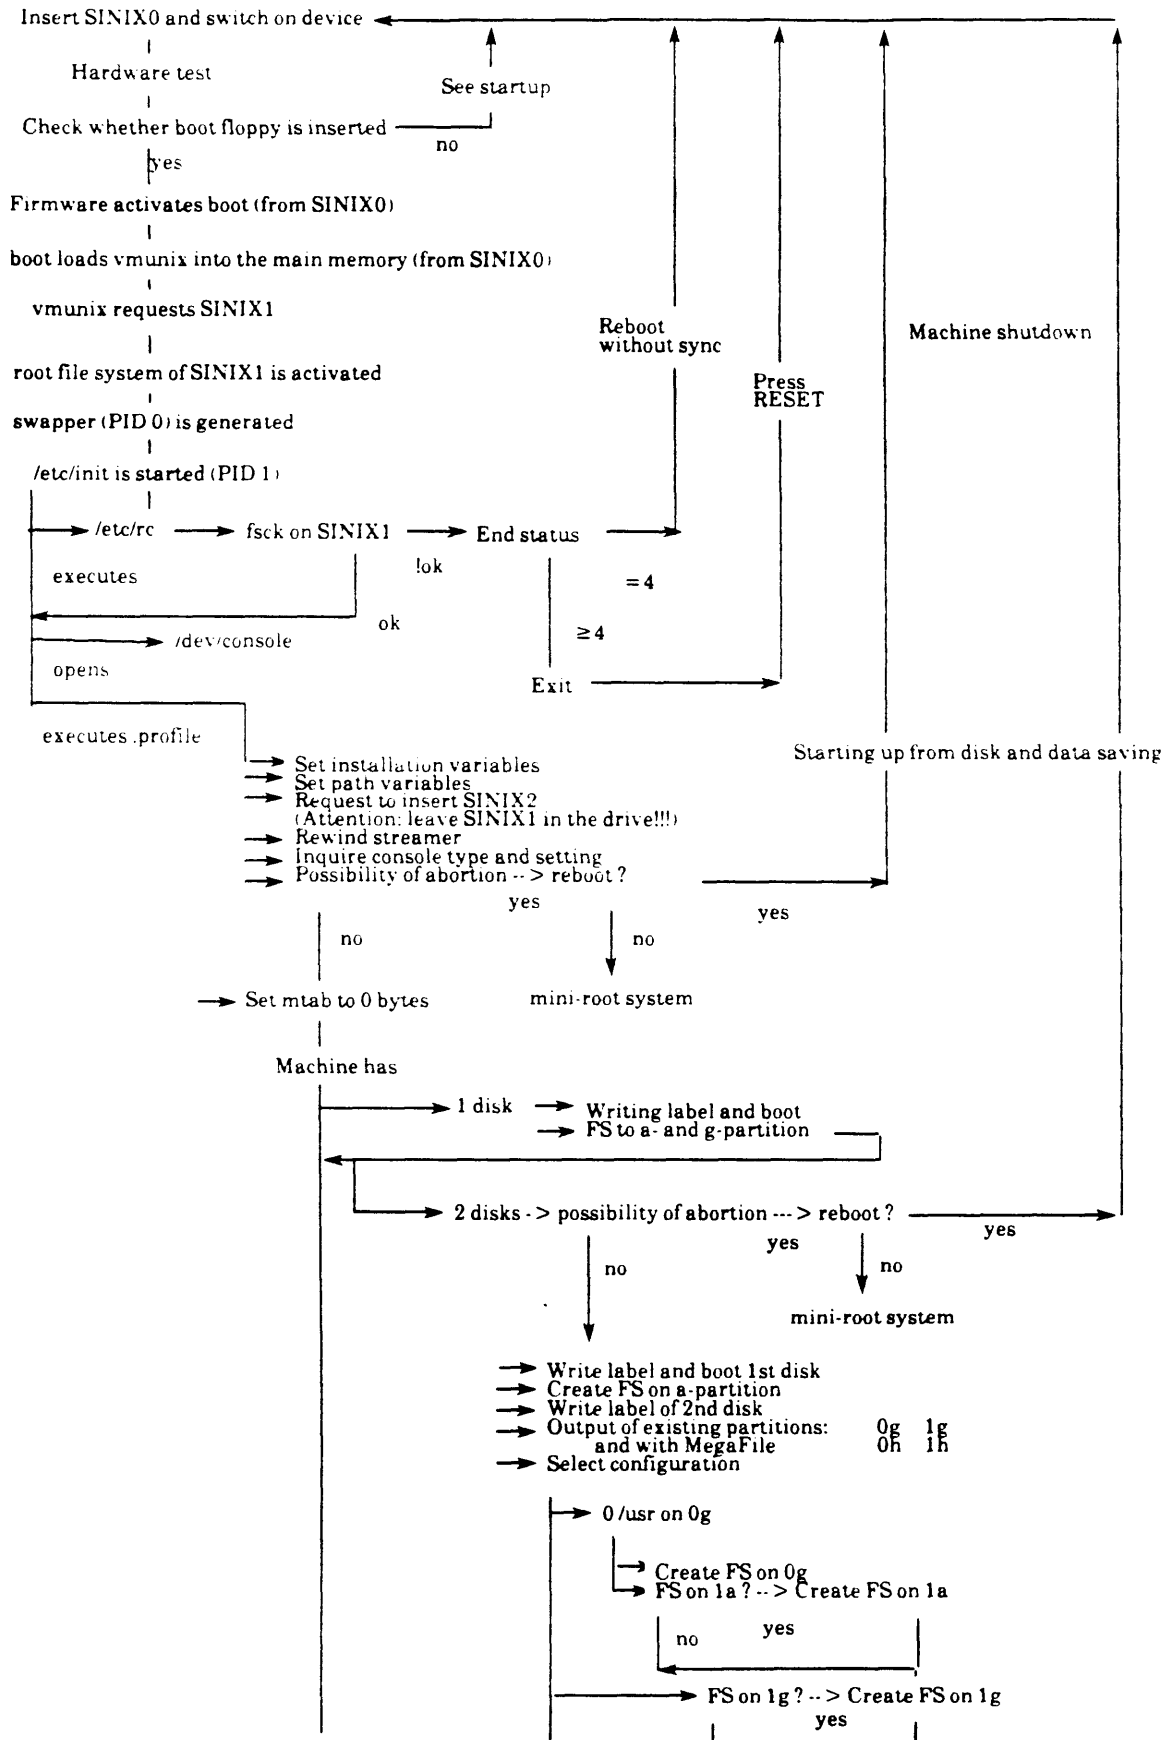 Insert SINIX0 and switch on device
Hardware test
See startup
Check whether boot floppy is inserted
no
yes
Firmware activates boot (from SINIX0)
boot loads vmunix into the main memory (from SINIX0)
vmunix requests SINIX1
Reboot
without sync
Machine shutdown
root file system of SINIX1 is activated
Press
RESET
swapper (PID 0) is generated
/etc/init is started (PID 1)
/etc/rc
fsck on SINIX1
End status
!ok
executes
= 4
ok
≥4
/dev/console
opens
Exit
executes .profile
Starting up from disk and data saving
Set installation variables
Set path variables
Request to insert SINIX2
(Attention: leave SINIX1 in the drive!!!)
Rewind streamer
Inquire console type and setting
Possibility of abortion -- > reboot ?
yes
yes
no
no
Set mtab to 0 bytes
mini-root system
Machine has
1 disk
Writing label and boot
FS to a- and g-partition
2 disks - > possibility of abortion --- > reboot ?
yes
yes
no
no
mini-root system
Write label and boot 1st disk
Create FS on a-partition
Write label of 2nd disk
Output of existing partitions: 0g 1g
and with MegaFile 0h 1h
Select configuration
0 /usr on 0g
Create FS on 0g
FS on 1a ? -- > Create FS on 1a
yes
no
FS on 1g ? -- > Create FS on 1g
yes